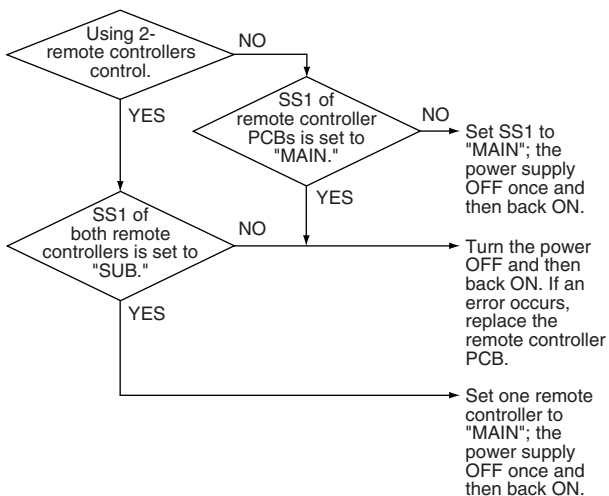 Using 2-
remote controllers
control.
NO
YES
SS1 of
remote controller
PCBs is set to
"MAIN."
NO
Set SS1 to
"MAIN"; the
power supply
OFF once and
then back ON.
YES
SS1 of
both remote
controllers is set to
"SUB."
NO
Turn the power
OFF and then
back ON. If an
error occurs,
replace the
remote controller
PCB.
YES
Set one remote
controller to
"MAIN"; the
power supply
OFF once and
then back ON.